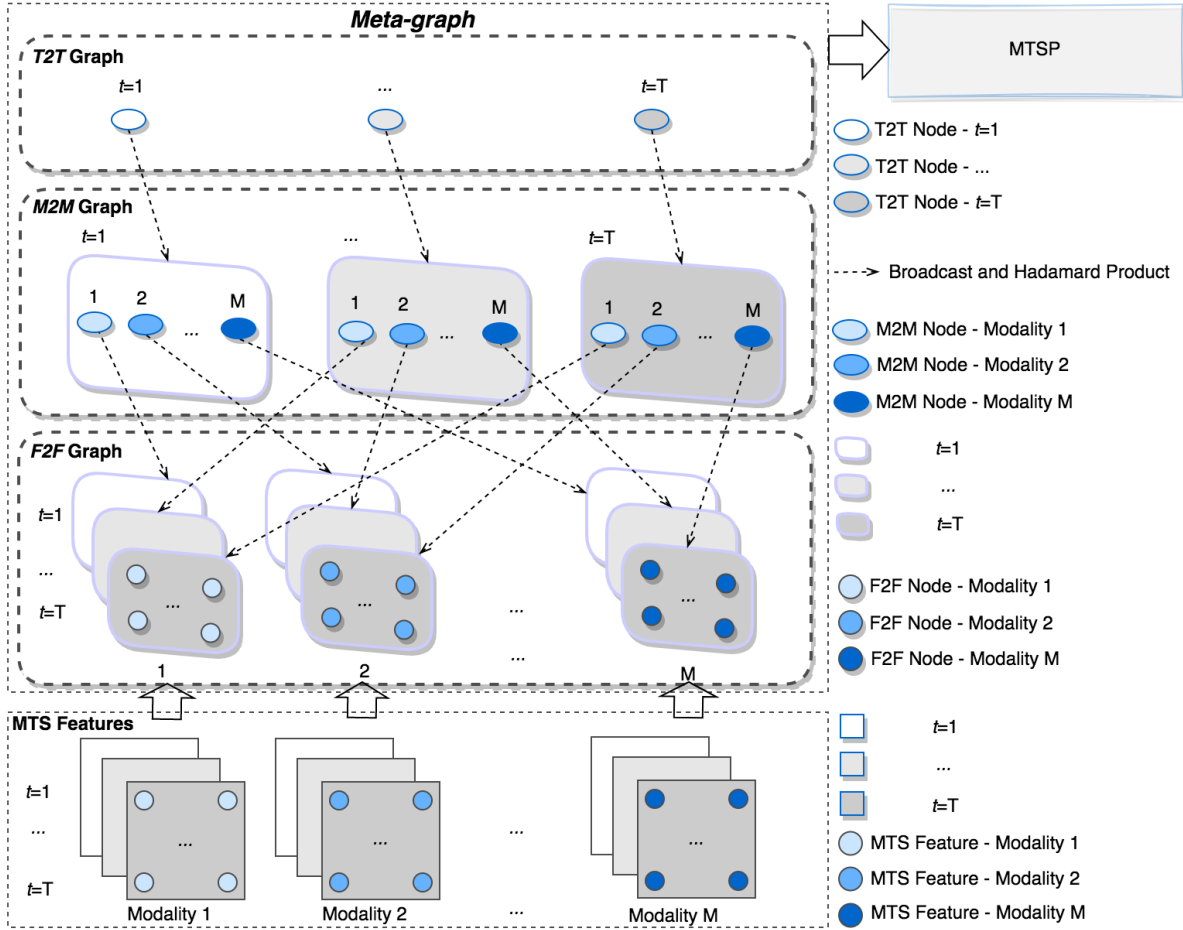 Meta-graph
T2T Graph
t=1
...
t=T
M2M Graph
t=1
...
t=T
1
2
...
M
1
2
...
M
1
2
...
M
F2F Graph
t=1
...
t=T
...
...
...
...
...
1
2
...
M
MTS Features
t=1
...
t=T
...
...
...
...
Modality 1
Modality 2
...
Modality M
MTSP
T2T Node - t=1
T2T Node - ...
T2T Node - t=T
Broadcast and Hadamard Product
M2M Node - Modality 1
M2M Node - Modality 2
M2M Node - Modality M
t=1
...
t=T
F2F Node - Modality 1
F2F Node - Modality 2
F2F Node - Modality M
t=1
...
t=T
MTS Feature - Modality 1
MTS Feature - Modality 2
MTS Feature - Modality M